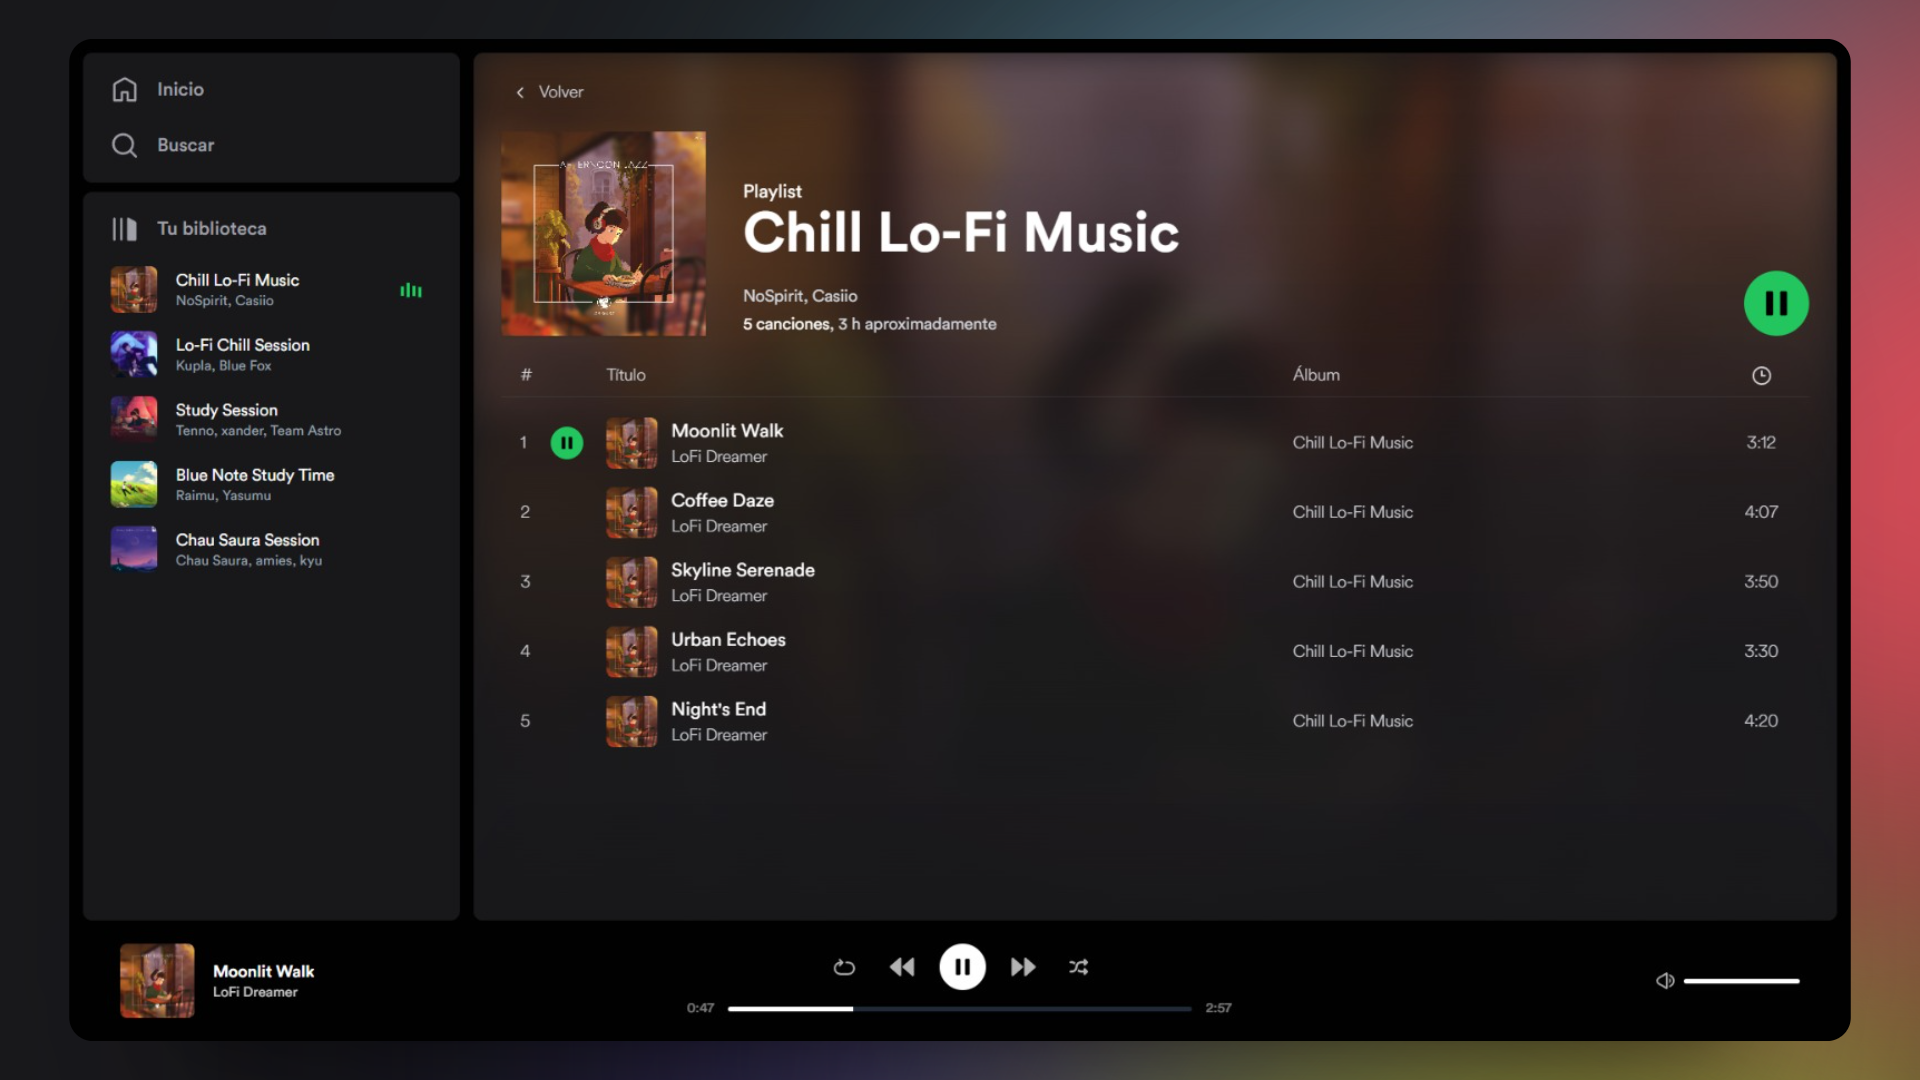 Inicio
Buscar
Tu biblioteca
Chill Lo-Fi Music
NoSpirit, Casiio
Lo-Fi Chill Session
Kupla, Blue Fox
Study Session
Tenno, xander, Team Astro
Blue Note Study Time
Raimu, Yasumu
Chau Saura Session
Chau Saura, amies, kyu
Volver
Playlist
Chill Lo-Fi Music
NoSpirit, Casiio
5 canciones, 3 h aproximadamente
# Título Álbum
1 Moonlit Walk Chill Lo-Fi Music 3:12
LoFi Dreamer
2 Coffee Daze Chill Lo-Fi Music 4:07
LoFi Dreamer
3 Skyline Serenade Chill Lo-Fi Music 3:50
LoFi Dreamer
4 Urban Echoes Chill Lo-Fi Music 3:30
LoFi Dreamer
5 Night's End Chill Lo-Fi Music 4:20
LoFi Dreamer
Moonlit Walk
LoFi Dreamer
0:47 2:57